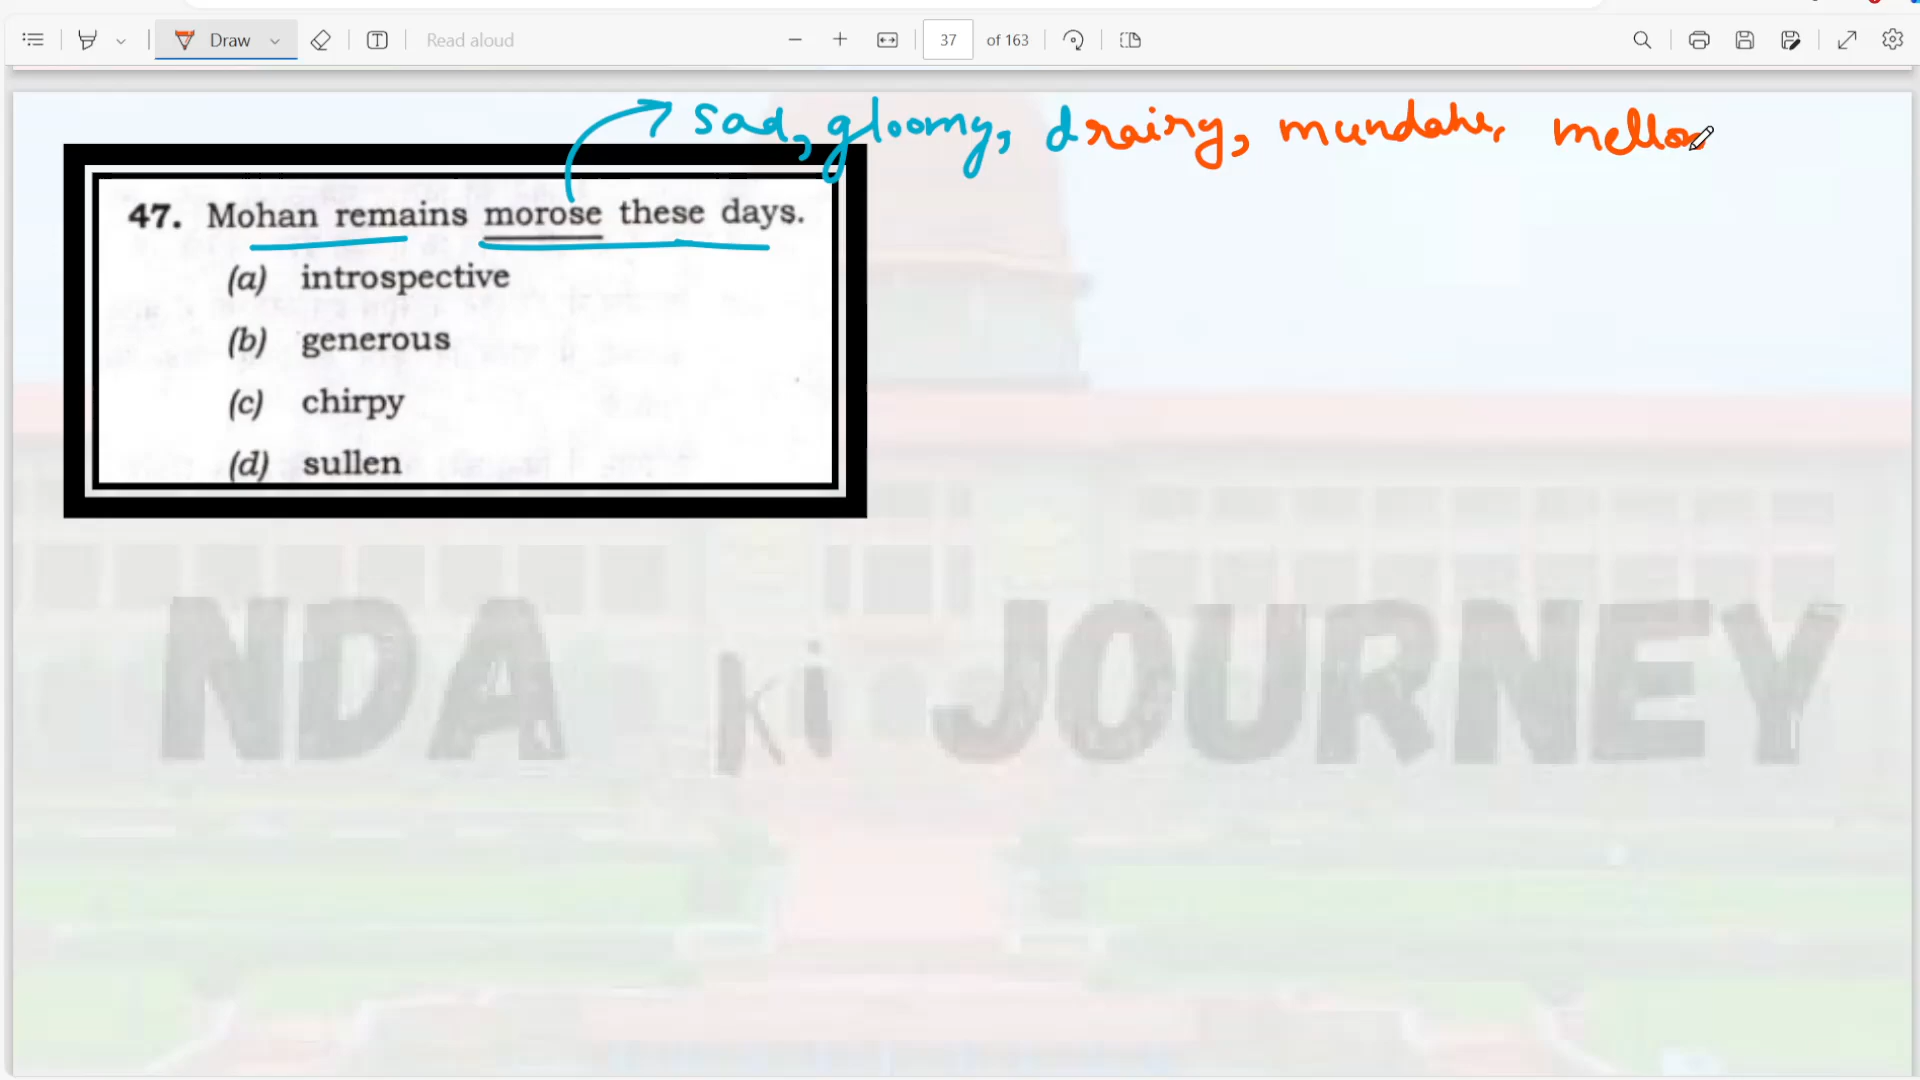 Draw
Read aloud
37 of 163
sad, gloomy, drairy, mundane, mellow
47. Mohan remains morose these days.
(a) introspective
(b) generous
(c) chirpy
(d) sullen
NDA ki JOURNEY